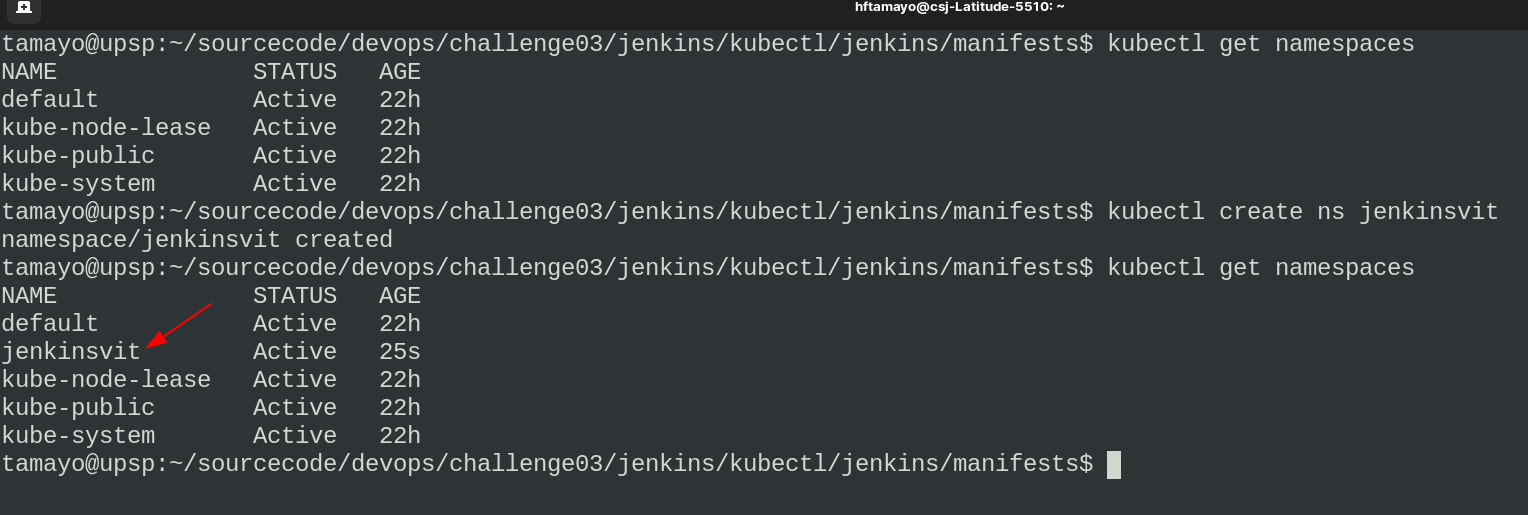 hftamayo@csj-Latitude-5510: ~
tamayo@upsp:~/sourcecode/devops/challenge03/jenkins/kubectl/jenkins/manifests$ kubectl get namespaces
NAME              STATUS   AGE
default           Active   22h
kube-node-lease   Active   22h
kube-public       Active   22h
kube-system       Active   22h
tamayo@upsp:~/sourcecode/devops/challenge03/jenkins/kubectl/jenkins/manifests$ kubectl create ns jenkinsvit
namespace/jenkinsvit created
tamayo@upsp:~/sourcecode/devops/challenge03/jenkins/kubectl/jenkins/manifests$ kubectl get namespaces
NAME              STATUS   AGE
default           Active   22h
jenkinsvit        Active   25s
kube-node-lease   Active   22h
kube-public       Active   22h
kube-system       Active   22h
tamayo@upsp:~/sourcecode/devops/challenge03/jenkins/kubectl/jenkins/manifests$